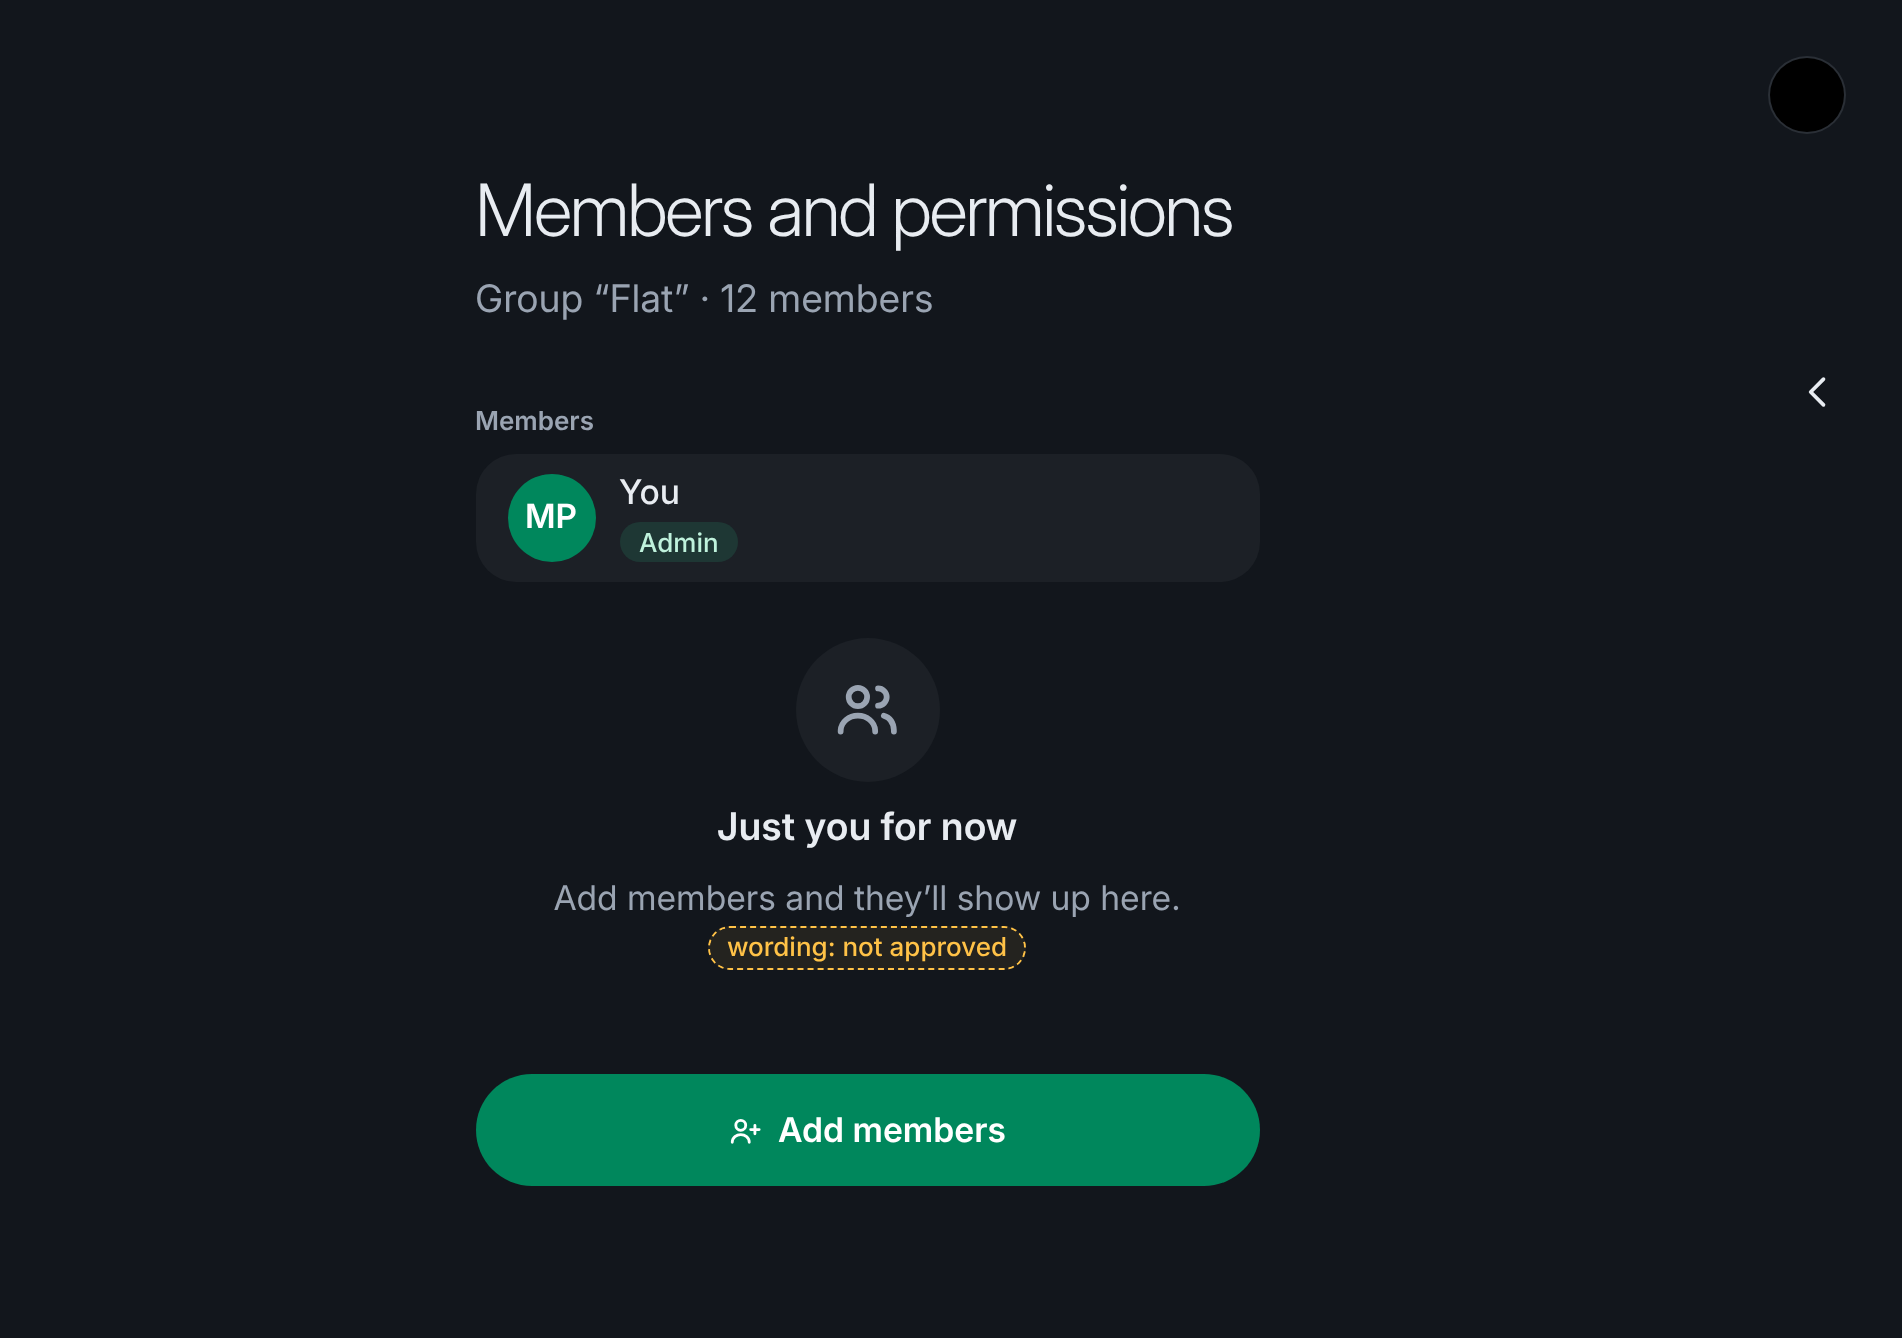 Members and permissions
Group “Flat” · 12 members
Members
MP
You
Admin
Just you for now
Add members and they’ll show up here.
wording: not approved
Add members